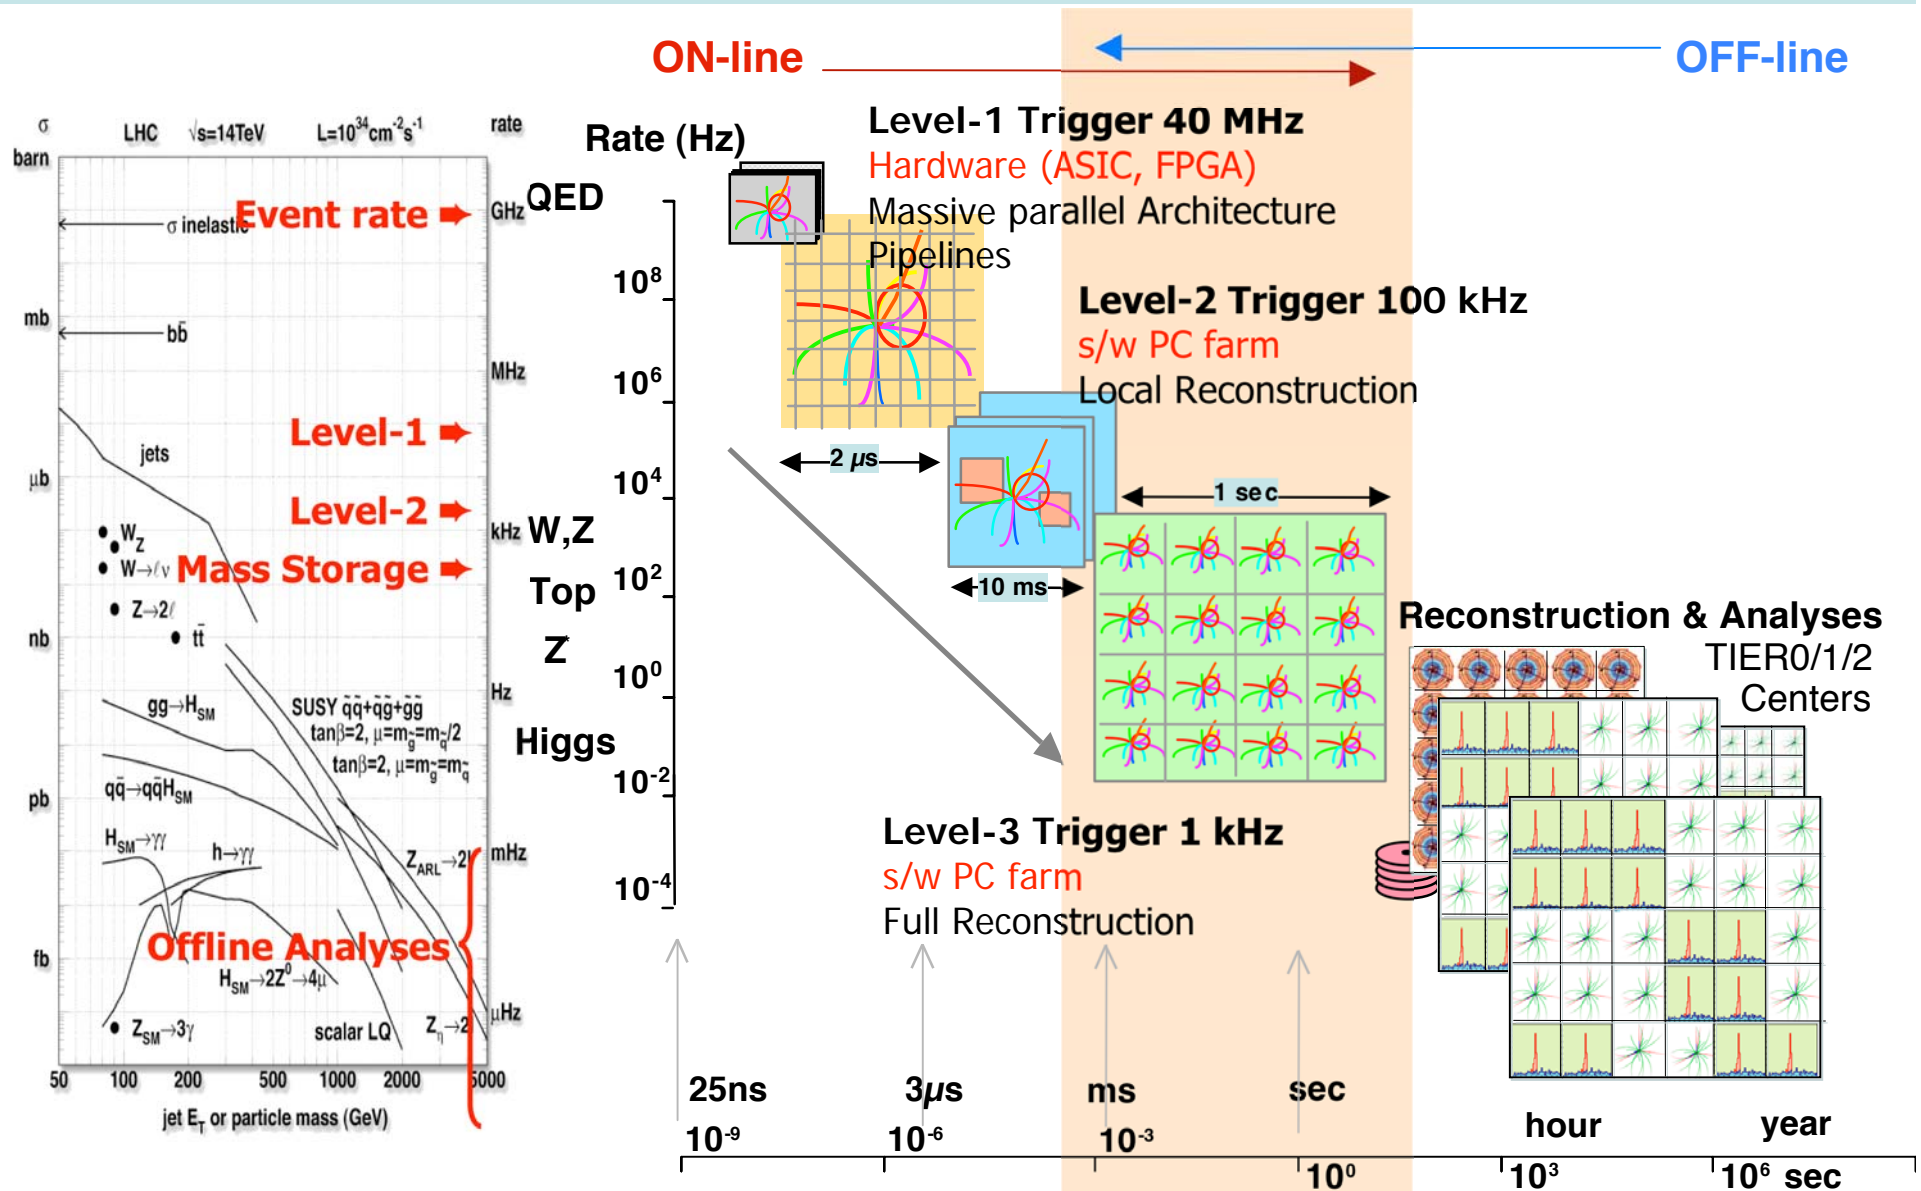 ON-line
OFF-line
σ
LHC √s=14TeV L=10³⁴cm⁻²s⁻¹
rate
barn
Event rate
GHz
σ inelastic
mb
bb̄
MHz
Level-1
jets
μb
Level-2
kHz
W
Z
W→ℓν
Mass Storage
Z→2ℓ
nb
tt̄
Hz
gg→H_SM
SUSY q̃q̃+q̃g̃+g̃g̃
tanβ=2, μ=m_g̃=m_q̃/2
tanβ=2, μ=m_g̃=m_q̃
qq̄→qq̄H_SM
pb
H_SM→γγ
h→γγ
mHz
Z_ARL→2l
Offline Analyses
fb
H_SM→2Z⁰→4μ
Z_SM→3γ
scalar LQ
Z_η→2
μHz
50 100 200 500 1000 2000 5000
jet E_T or particle mass (GeV)
QED
W,Z
Top
Z*
Higgs
Rate (Hz)
10⁸
10⁶
10⁴
10²
10⁰
10⁻²
10⁻⁴
Level-1 Trigger 40 MHz
Hardware (ASIC, FPGA)
Massive parallel Architecture
Pipelines
Level-2 Trigger 100 kHz
s/w PC farm
Local Reconstruction
2 μs
10 ms
1 sec
Level-3 Trigger 1 kHz
s/w PC farm
Full Reconstruction
Reconstruction & Analyses
TIER0/1/2
Centers
25ns 3μs ms sec
hour year
10⁻⁹ 10⁻⁶ 10⁻³
10⁰ 10³ 10⁶ sec